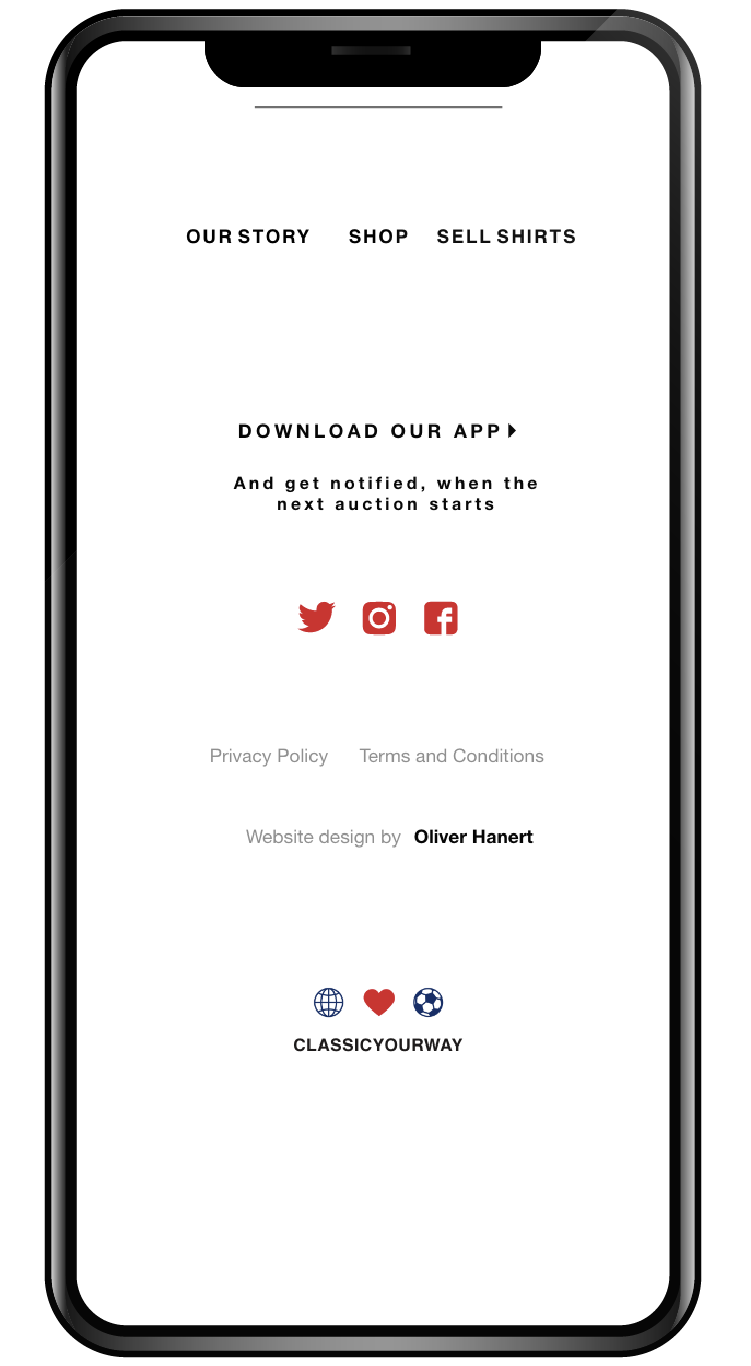 OUR STORY SHOP SELL SHIRTS
DOWNLOAD OUR APP
And get notified, when the
next auction starts
Privacy Policy Terms and Conditions
Website design by Oliver Hanert
CLASSICYOURWAY